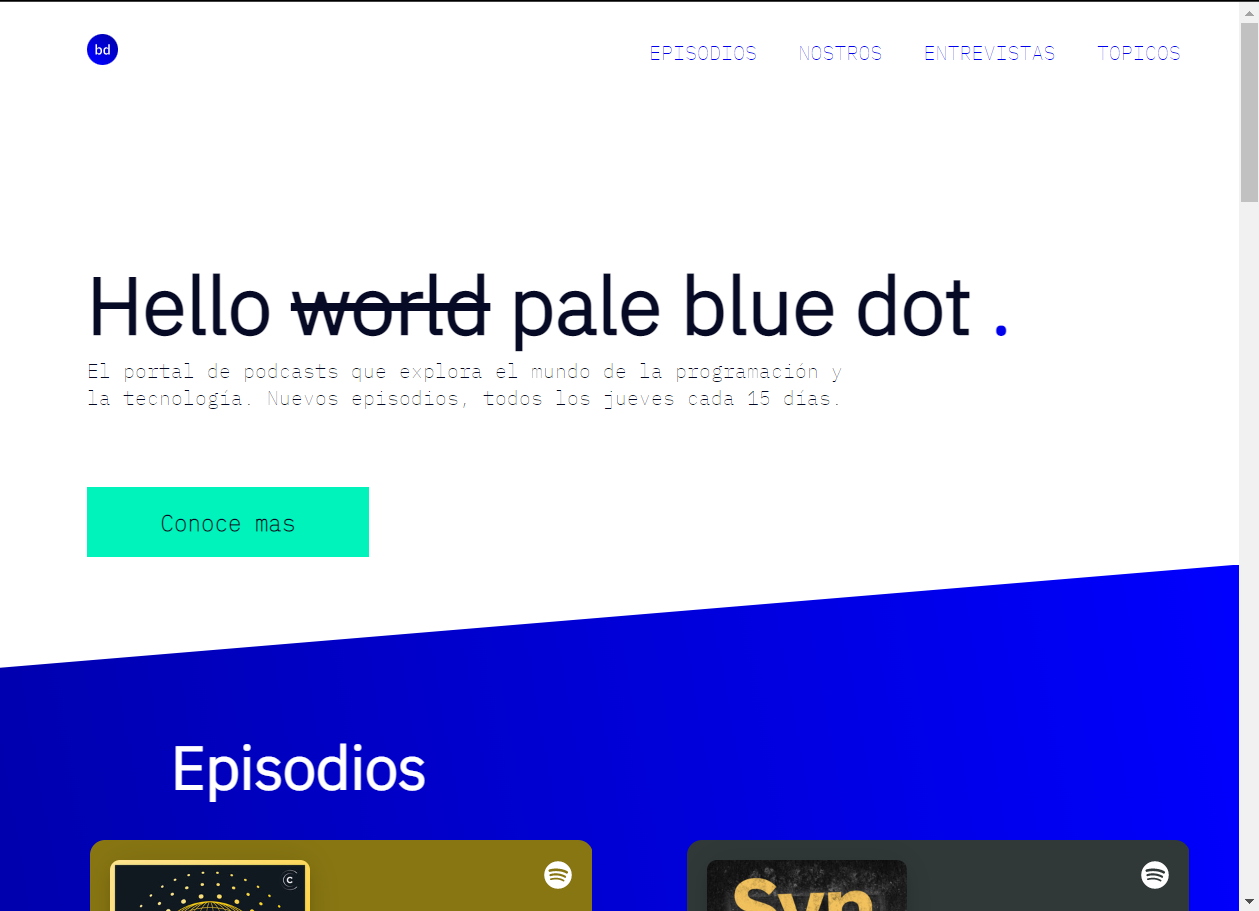 bd
EPISODIOS NOSTROS ENTREVISTAS TOPICOS
Hello world pale blue dot .
El portal de podcasts que explora el mundo de la programación y
la tecnología. Nuevos episodios, todos los jueves cada 15 días.
Conoce mas
Episodios
C
Syn